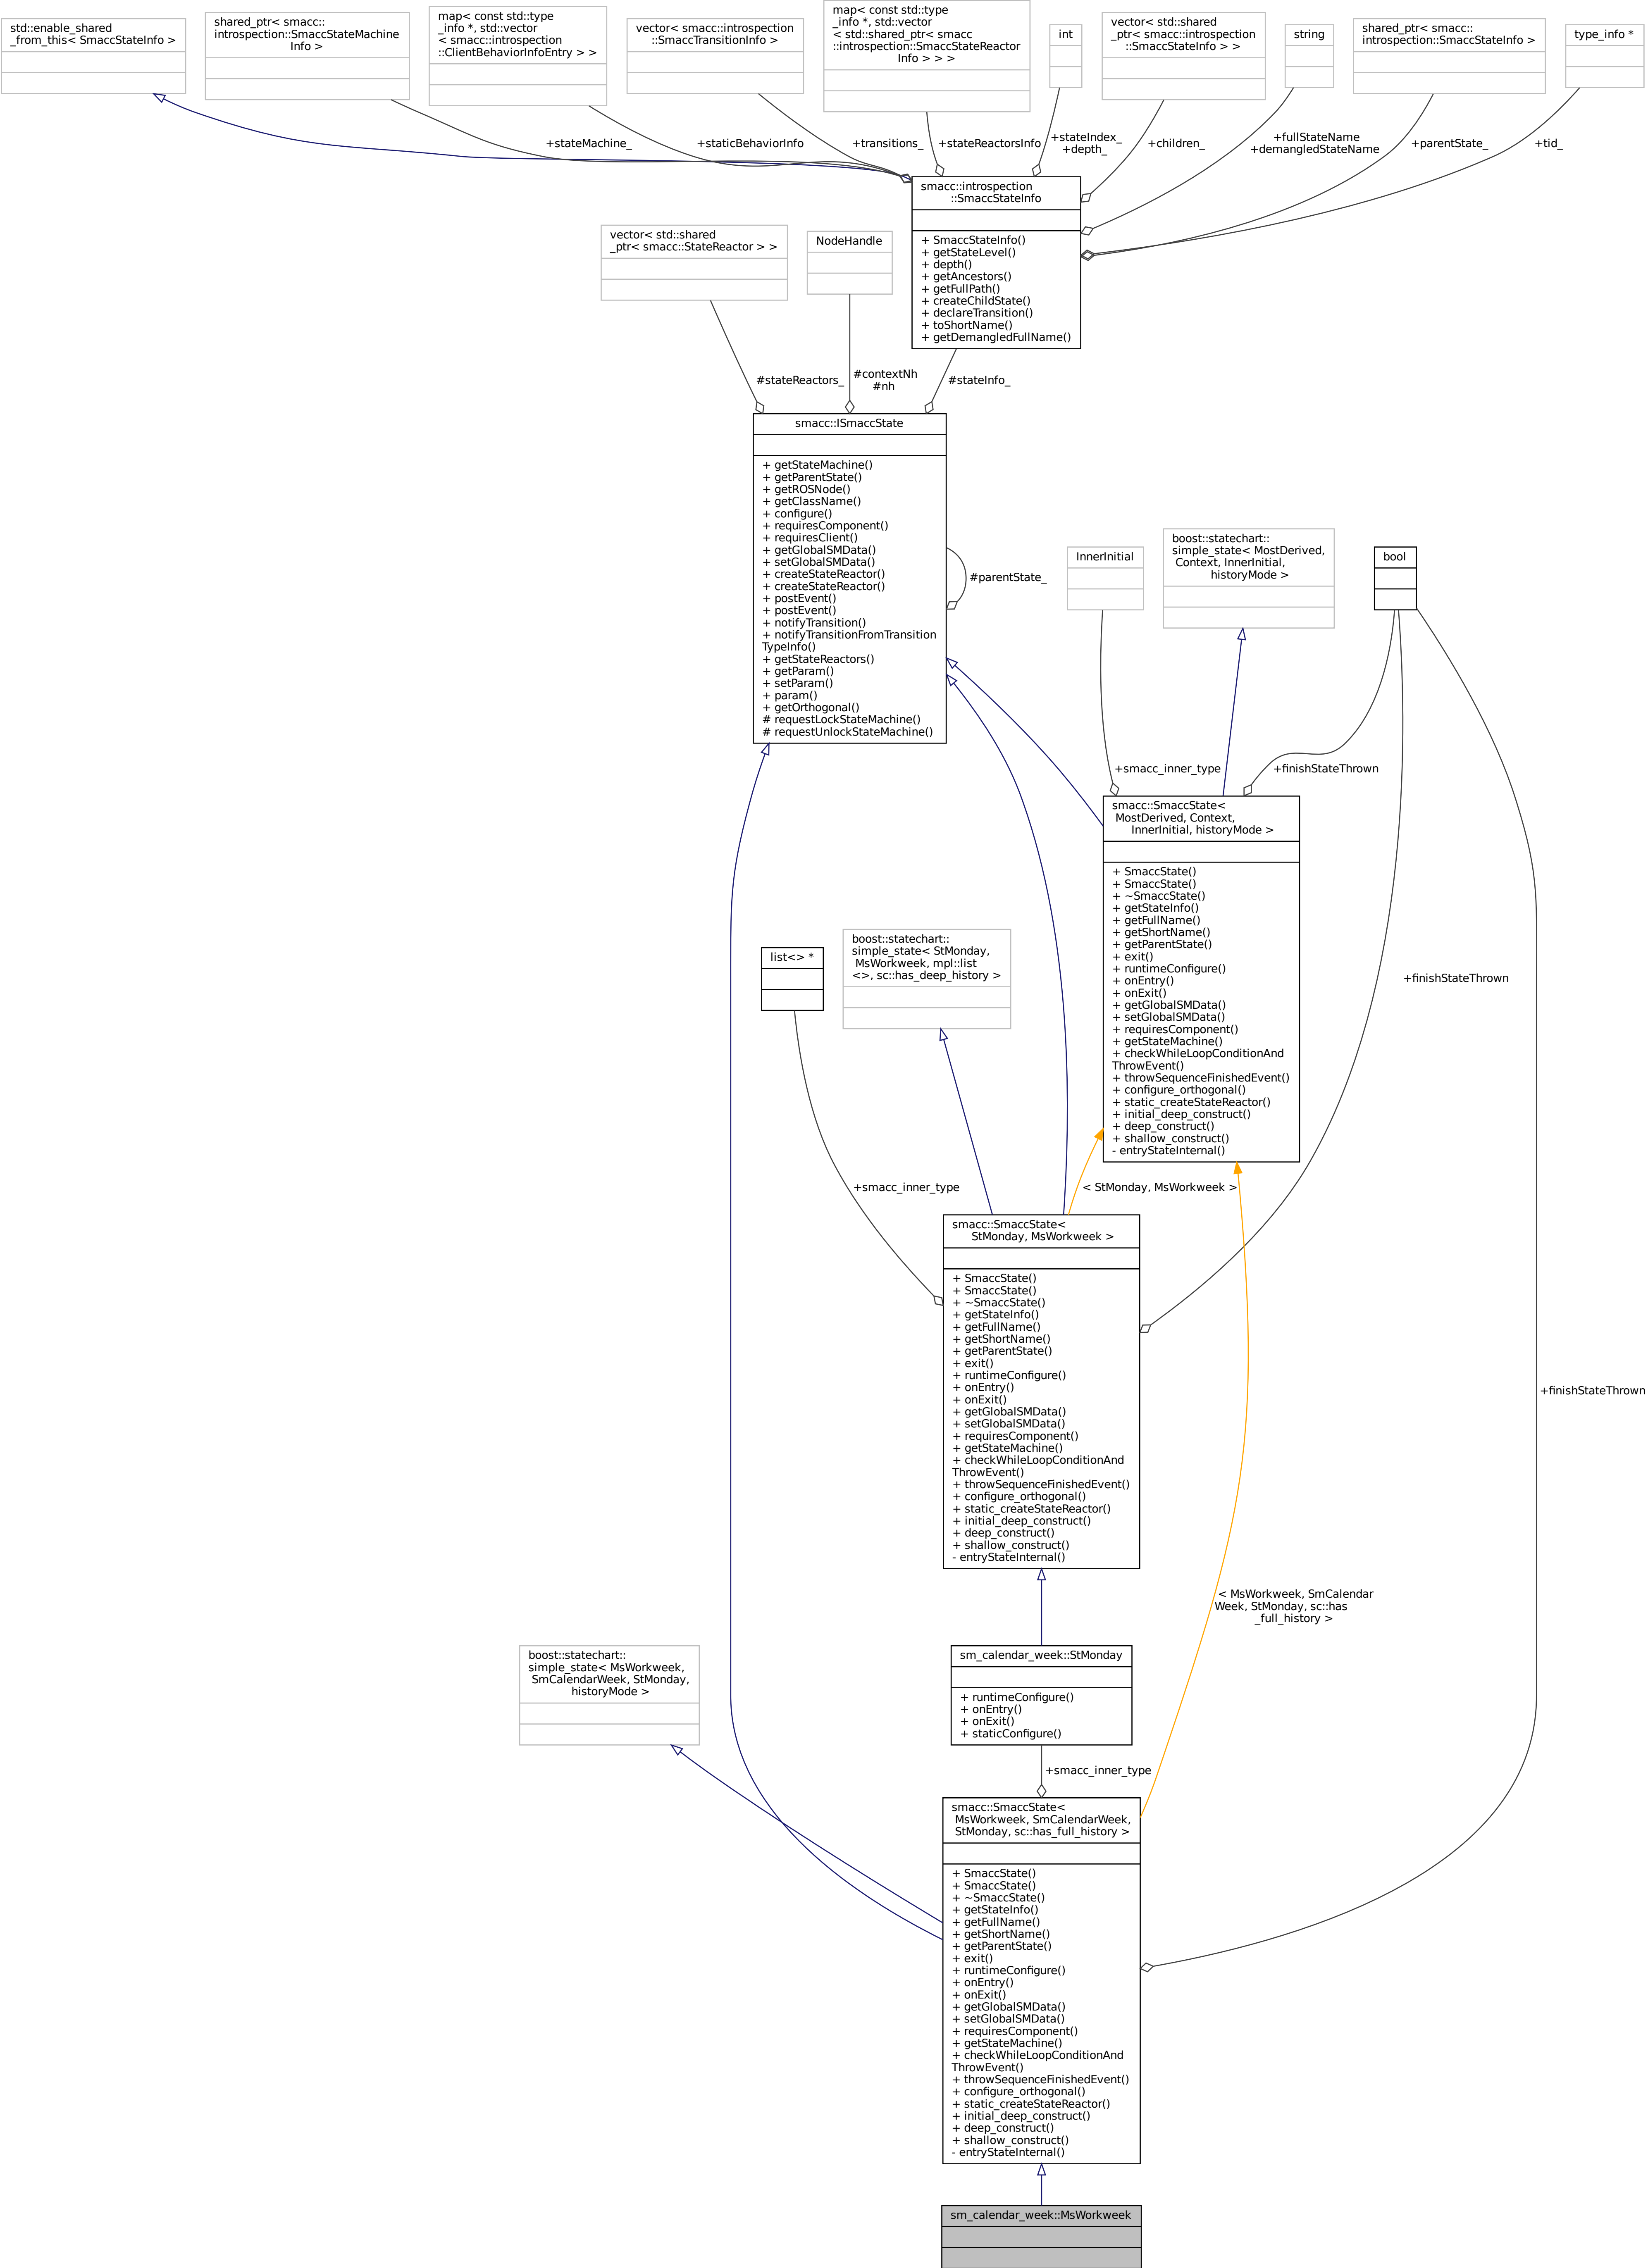 std::enable_shared
_from_this< SmaccStateInfo >
shared_ptr< smacc::
introspection::SmaccStateMachine
Info >
map< const std::type
_info *, std::vector
< smacc::introspection
::ClientBehaviorInfoEntry > >
vector< smacc::introspection
::SmaccTransitionInfo >
map< const std::type
_info *, std::vector
< std::shared_ptr< smacc
::introspection::SmaccStateReactor
Info > > >
int
vector< std::shared
_ptr< smacc::introspection
::SmaccStateInfo > >
string
shared_ptr< smacc::
introspection::SmaccStateInfo >
type_info *
+stateMachine_
+staticBehaviorInfo
+transitions_
+stateReactorsInfo
+stateIndex_
+depth_
+children_
+fullStateName
+demangledStateName
+parentState_
+tid_
smacc::introspection
::SmaccStateInfo
+ SmaccStateInfo()
+ getStateLevel()
+ depth()
+ getAncestors()
+ getFullPath()
+ createChildState()
+ declareTransition()
+ toShortName()
+ getDemangledFullName()
vector< std::shared
_ptr< smacc::StateReactor > >
NodeHandle
#stateReactors_
#contextNh
#nh
#stateInfo_
smacc::ISmaccState
+ getStateMachine()
+ getParentState()
+ getROSNode()
+ getClassName()
+ configure()
+ requiresComponent()
+ requiresClient()
+ getGlobalSMData()
+ setGlobalSMData()
+ createStateReactor()
+ createStateReactor()
+ postEvent()
+ postEvent()
+ notifyTransition()
+ notifyTransitionFromTransition
TypeInfo()
+ getStateReactors()
+ getParam()
+ setParam()
+ param()
+ getOrthogonal()
# requestLockStateMachine()
# requestUnlockStateMachine()
#parentState_
InnerInitial
boost::statechart::
simple_state< MostDerived,
Context, InnerInitial,
historyMode >
bool
+smacc_inner_type
+finishStateThrown
smacc::SmaccState<
MostDerived, Context,
InnerInitial, historyMode >
+ SmaccState()
+ SmaccState()
+ ~SmaccState()
+ getStateInfo()
+ getFullName()
+ getShortName()
+ getParentState()
+ exit()
+ runtimeConfigure()
+ onEntry()
+ onExit()
+ getGlobalSMData()
+ setGlobalSMData()
+ requiresComponent()
+ getStateMachine()
+ checkWhileLoopConditionAnd
ThrowEvent()
+ throwSequenceFinishedEvent()
+ configure_orthogonal()
+ static_createStateReactor()
+ initial_deep_construct()
+ deep_construct()
+ shallow_construct()
- entryStateInternal()
list<> *
boost::statechart::
simple_state< StMonday,
MsWorkweek, mpl::list
<>, sc::has_deep_history >
+finishStateThrown
+smacc_inner_type
< StMonday, MsWorkweek >
smacc::SmaccState<
StMonday, MsWorkweek >
+ SmaccState()
+ SmaccState()
+ ~SmaccState()
+ getStateInfo()
+ getFullName()
+ getShortName()
+ getParentState()
+ exit()
+ runtimeConfigure()
+ onEntry()
+ onExit()
+ getGlobalSMData()
+ setGlobalSMData()
+ requiresComponent()
+ getStateMachine()
+ checkWhileLoopConditionAnd
ThrowEvent()
+ throwSequenceFinishedEvent()
+ configure_orthogonal()
+ static_createStateReactor()
+ initial_deep_construct()
+ deep_construct()
+ shallow_construct()
- entryStateInternal()
+finishStateThrown
< MsWorkweek, SmCalendar
Week, StMonday, sc::has
_full_history >
boost::statechart::
simple_state< MsWorkweek,
SmCalendarWeek, StMonday,
historyMode >
sm_calendar_week::StMonday
+ runtimeConfigure()
+ onEntry()
+ onExit()
+ staticConfigure()
+smacc_inner_type
smacc::SmaccState<
MsWorkweek, SmCalendarWeek,
StMonday, sc::has_full_history >
+ SmaccState()
+ SmaccState()
+ ~SmaccState()
+ getStateInfo()
+ getFullName()
+ getShortName()
+ getParentState()
+ exit()
+ runtimeConfigure()
+ onEntry()
+ onExit()
+ getGlobalSMData()
+ setGlobalSMData()
+ requiresComponent()
+ getStateMachine()
+ checkWhileLoopConditionAnd
ThrowEvent()
+ throwSequenceFinishedEvent()
+ configure_orthogonal()
+ static_createStateReactor()
+ initial_deep_construct()
+ deep_construct()
+ shallow_construct()
- entryStateInternal()
sm_calendar_week::MsWorkweek